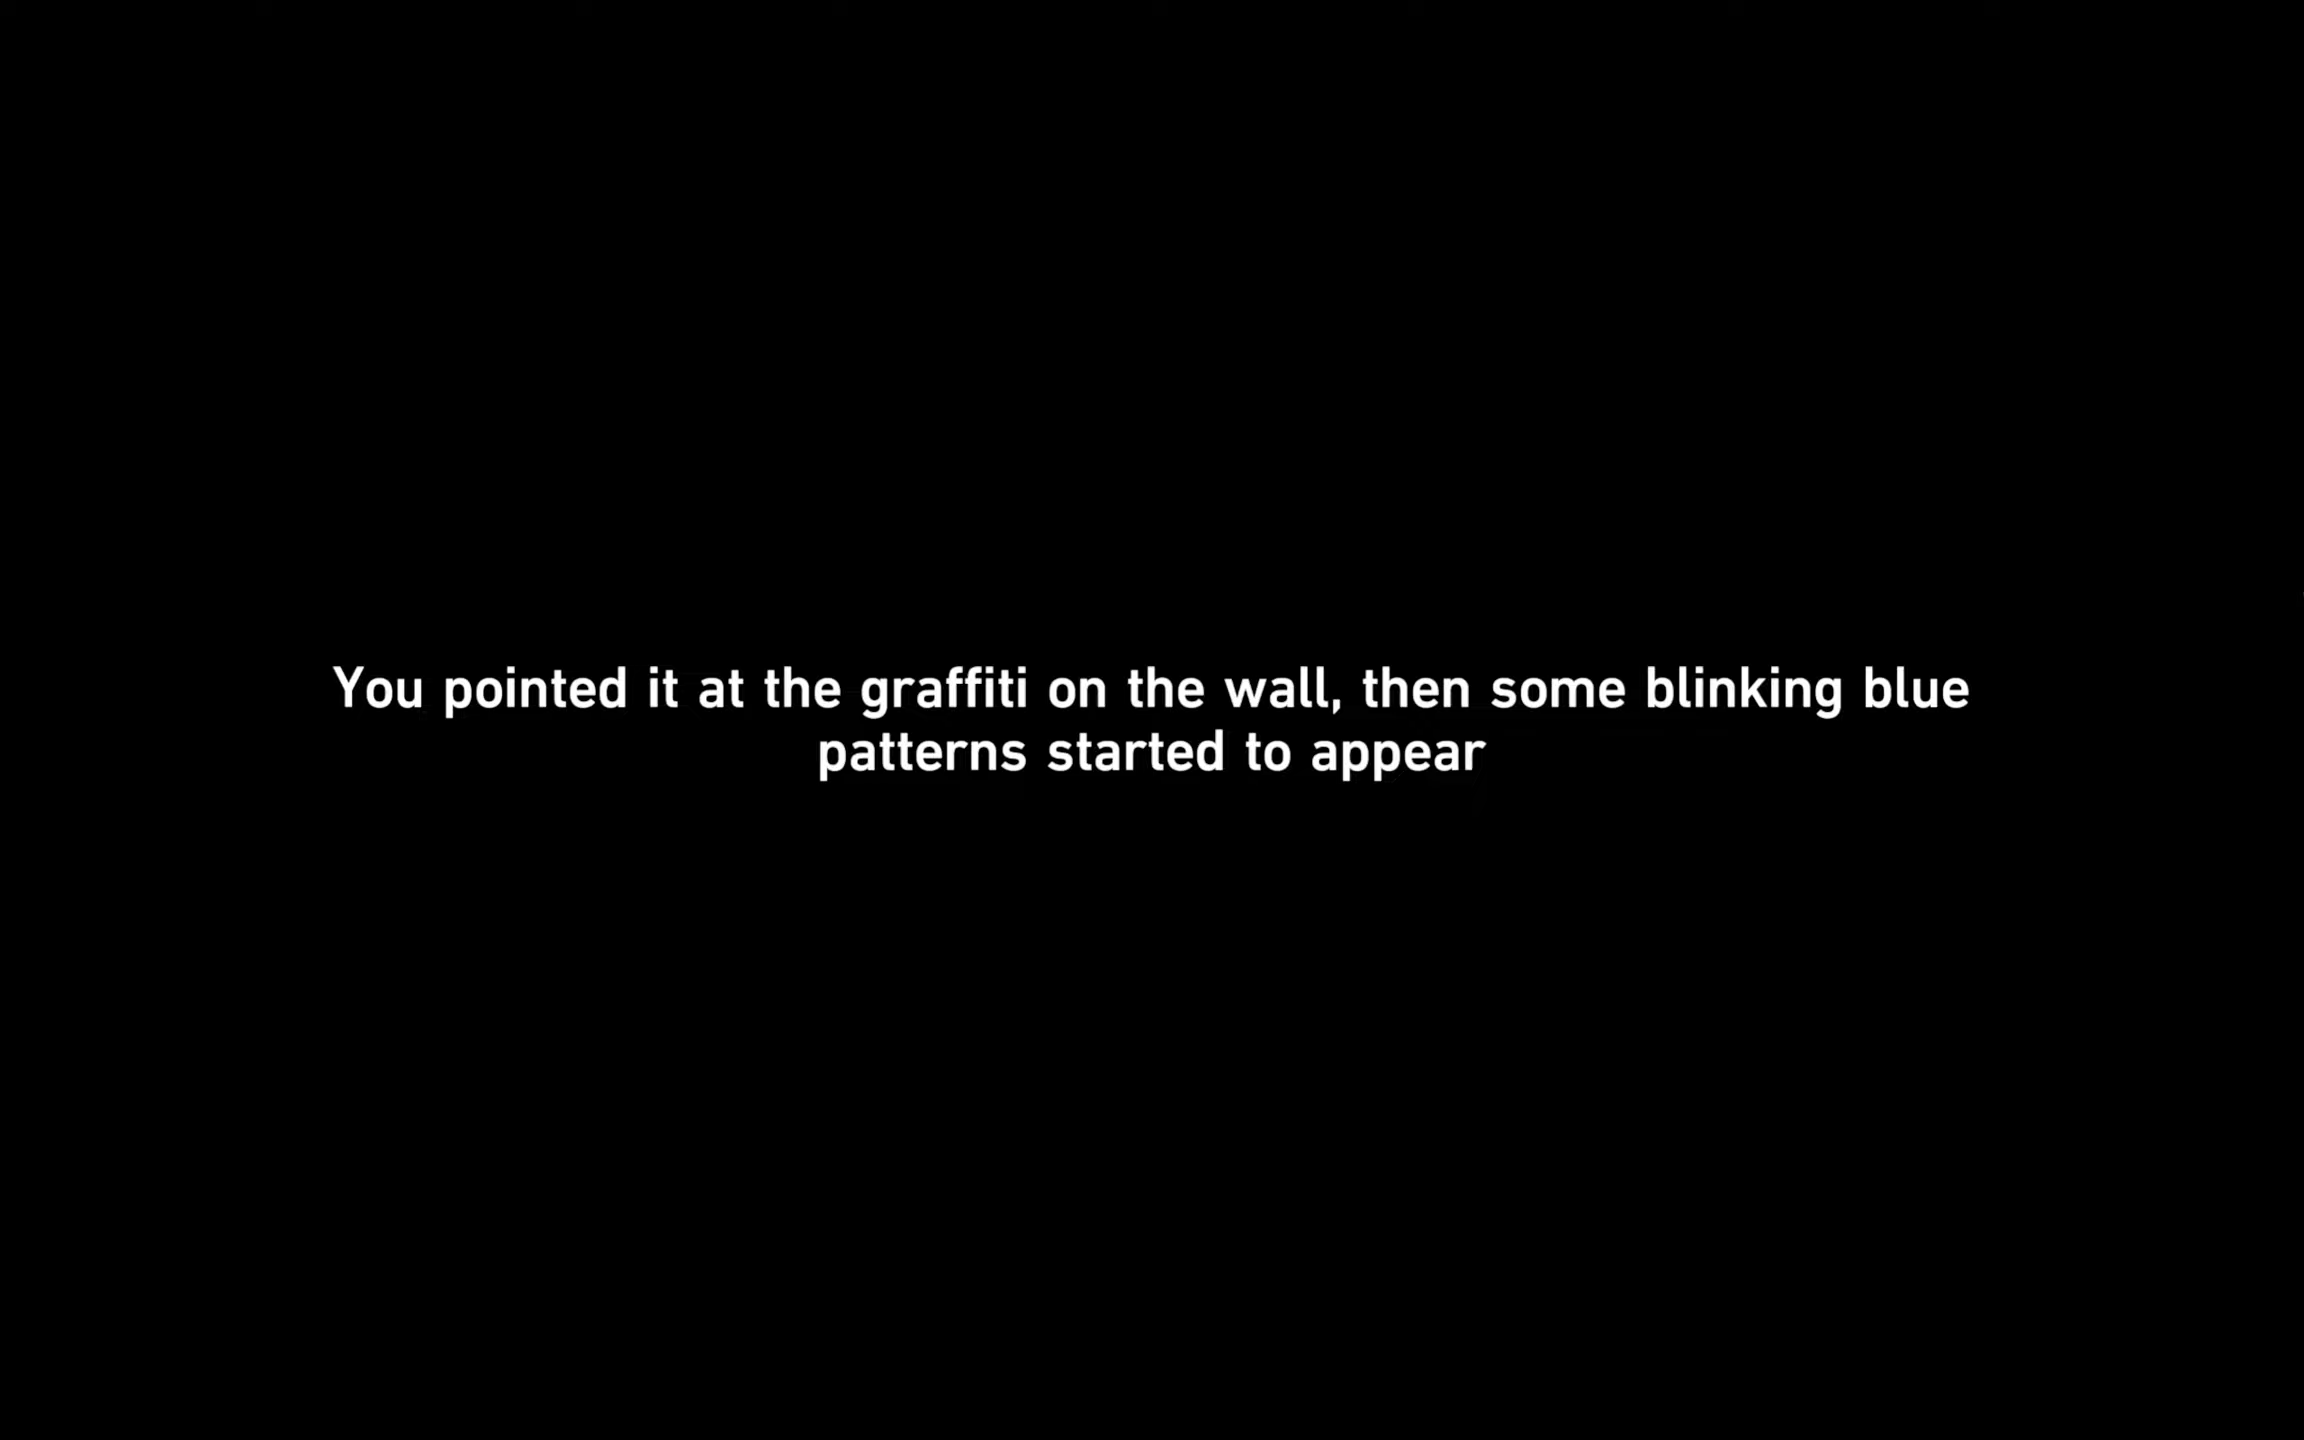 You pointed it at the graffiti on the wall, then some blinking blue
patterns started to appear